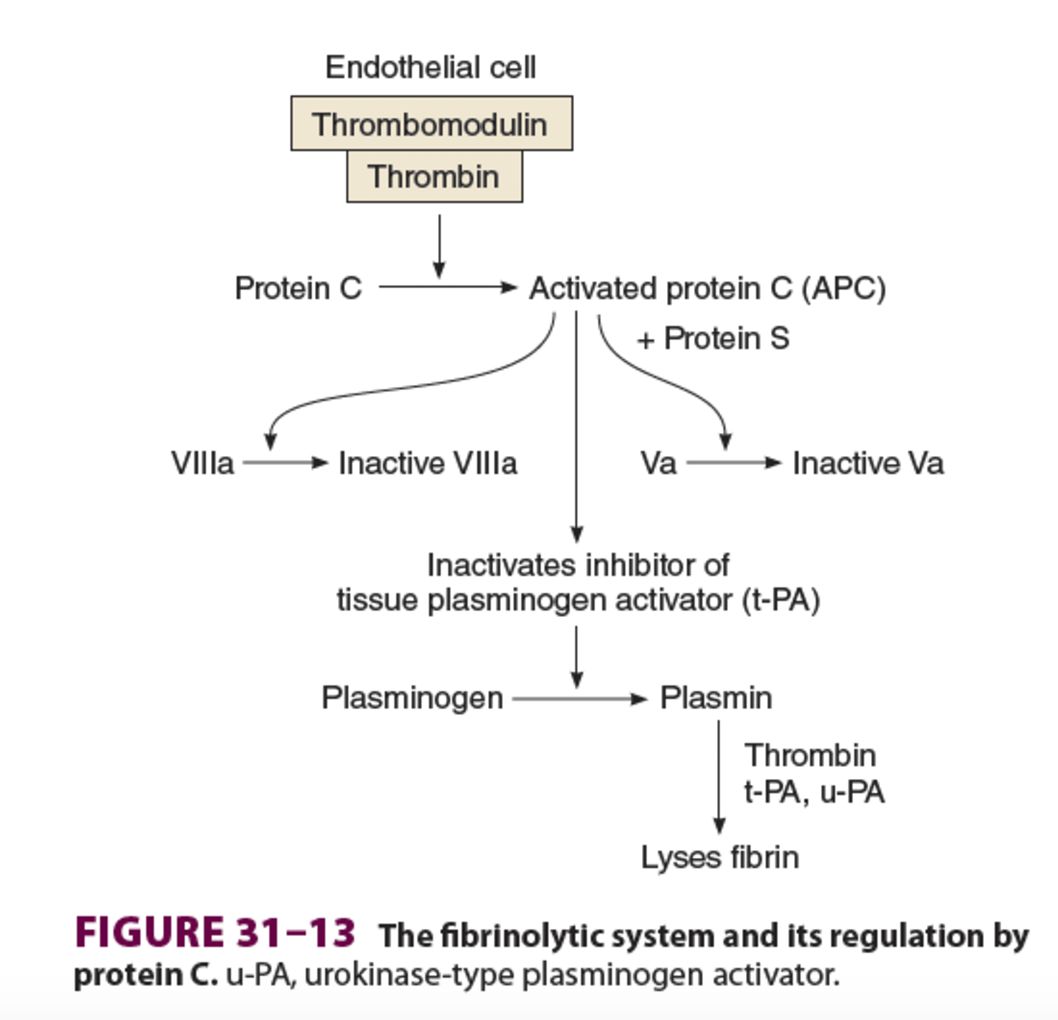 Endothelial cell
Thrombomodulin
Thrombin
Protein C
Activated protein C (APC)
+ Protein S
VIIIa
Inactive VIIIa
Va
Inactive Va
Inactivates inhibitor of
tissue plasminogen activator (t-PA)
Plasminogen
Plasmin
Thrombin
t-PA, u-PA
Lyses fibrin
FIGURE 31–13 The fibrinolytic system and its regulation by
protein C. u-PA, urokinase-type plasminogen activator.